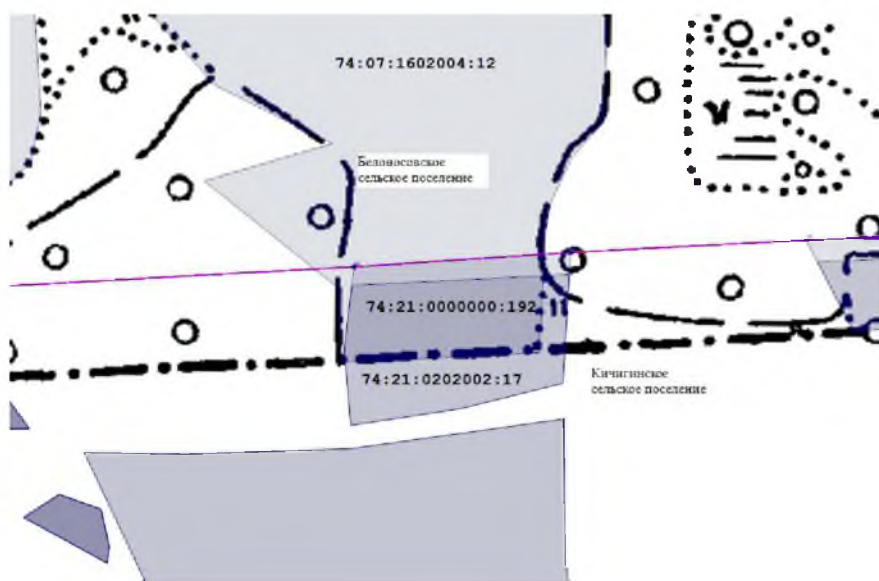 74:07:1602004:12
Белоносовское
сельское поселение
74:21:0000000:192
74:21:0202002:17
Кичигинское
сельское поселение